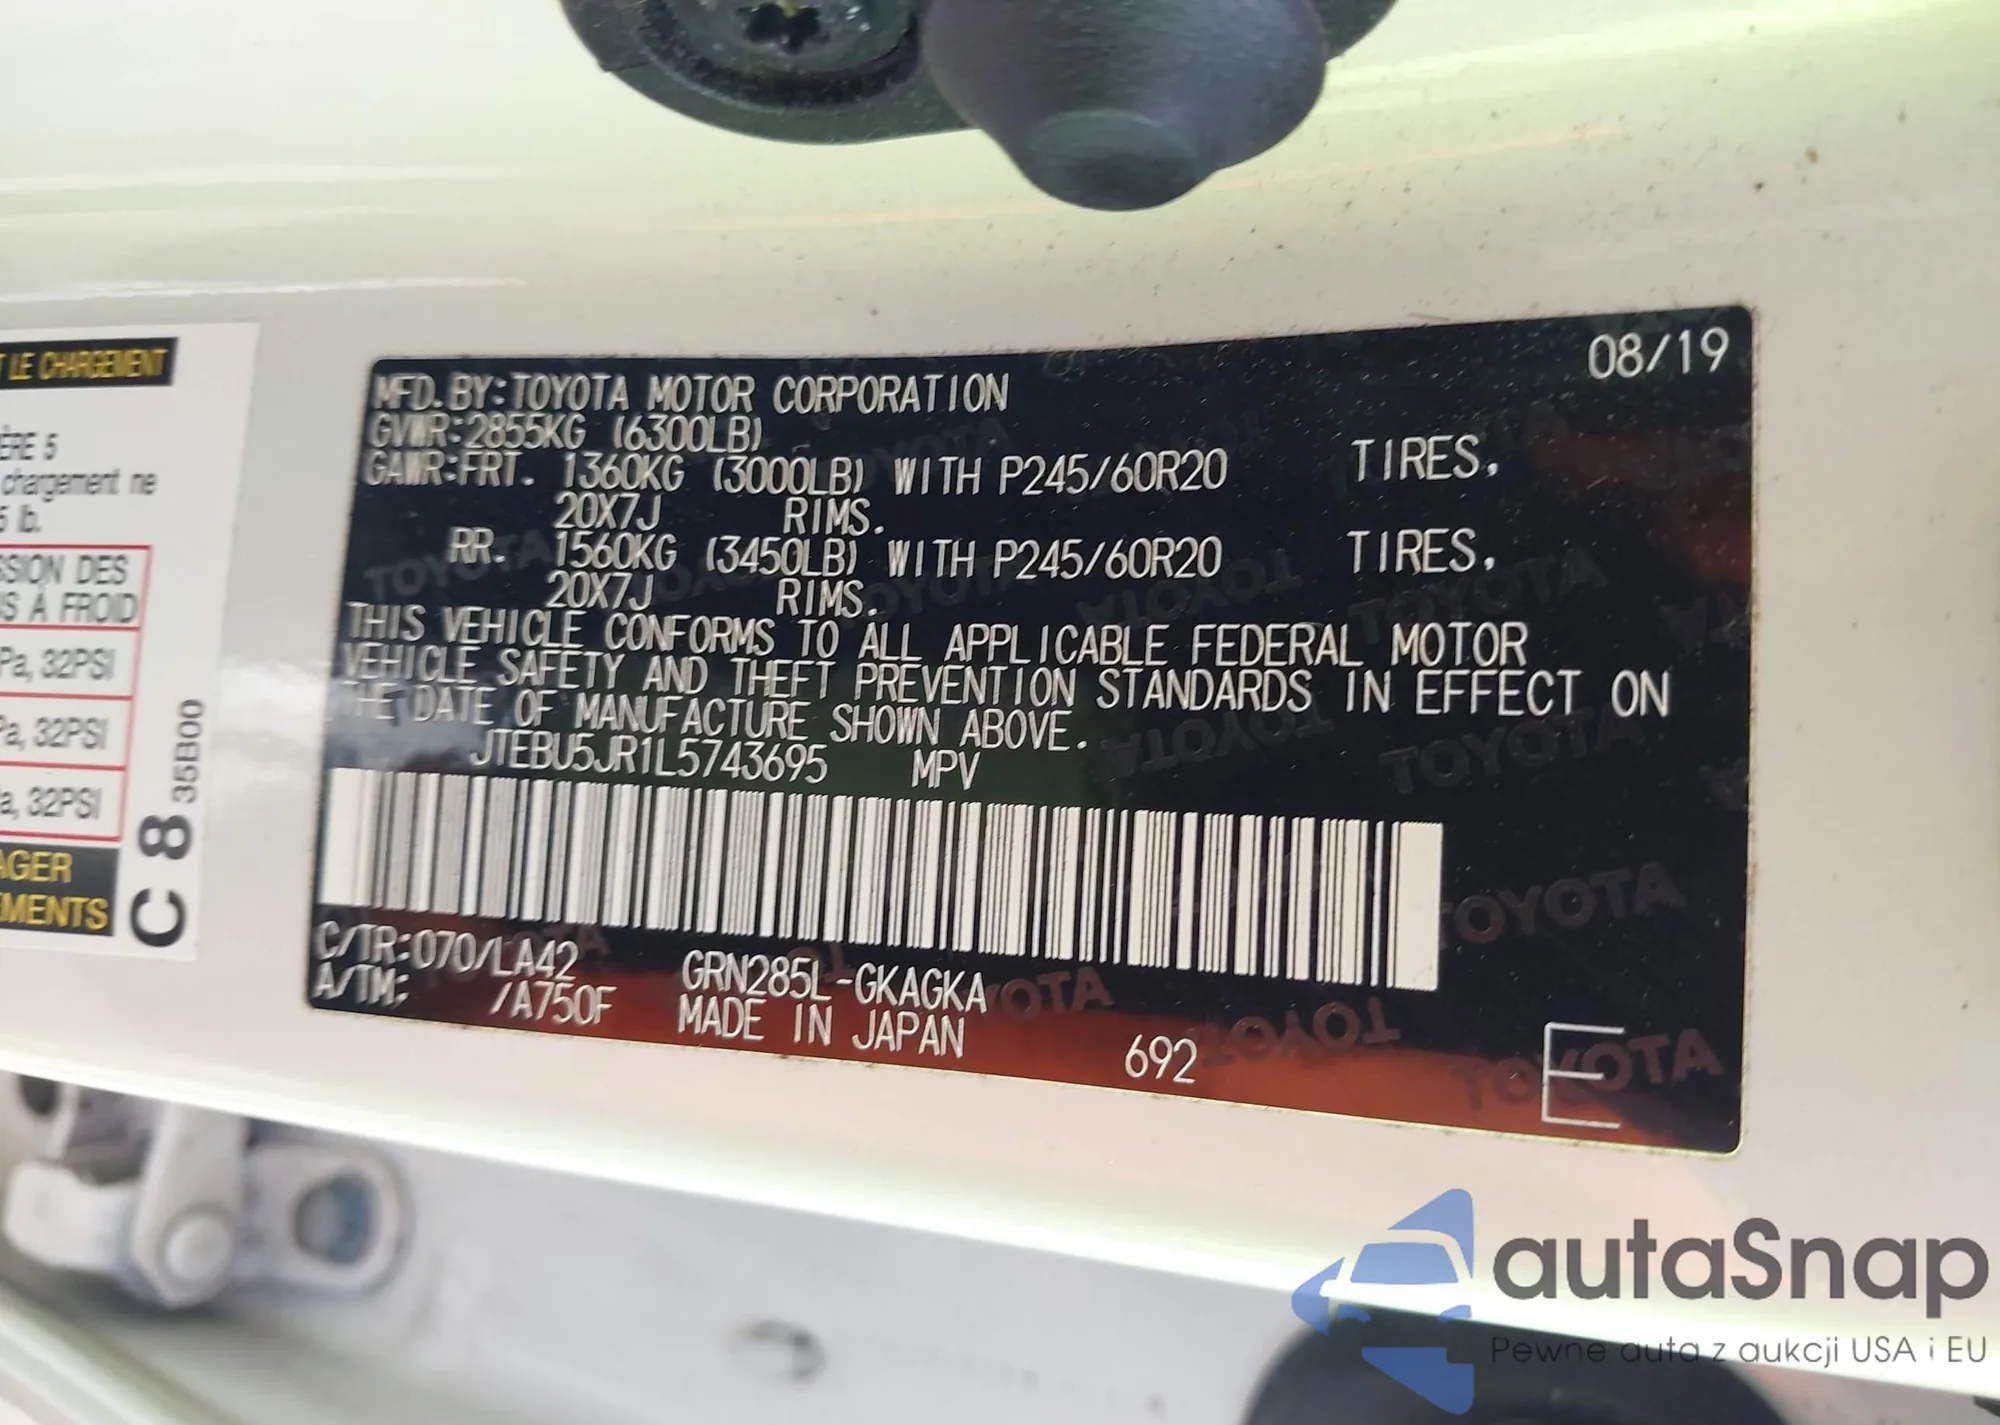 LE CHARGEMENT
ÈRE 5
chargement ne
5 lb.
SSION DES
S À FROID
Pa, 32PSI
Pa, 32PSI
a, 32PSI
AGER
EMENTS
C 8 35B00
08/19
MFD. BY: TOYOTA MOTOR CORPORATION
GVWR: 2855KG (6300LB)
GAWR: FRT. 1360KG (3000LB) WITH P245/60R20 TIRES,
20X7J RIMS.
RR. 1560KG (3450LB) WITH P245/60R20 TIRES,
20X7J RIMS.
THIS VEHICLE CONFORMS TO ALL APPLICABLE FEDERAL MOTOR
VEHICLE SAFETY AND THEFT PREVENTION STANDARDS IN EFFECT ON
THE DATE OF MANUFACTURE SHOWN ABOVE.
JTEBU5JR1L5743695 MPV
C/TR: 070/LA42 GRN285L-GKAGKA
A/TM: /A750F MADE IN JAPAN 692 E
autaSnap
Pewne auta z aukcji USA i EU